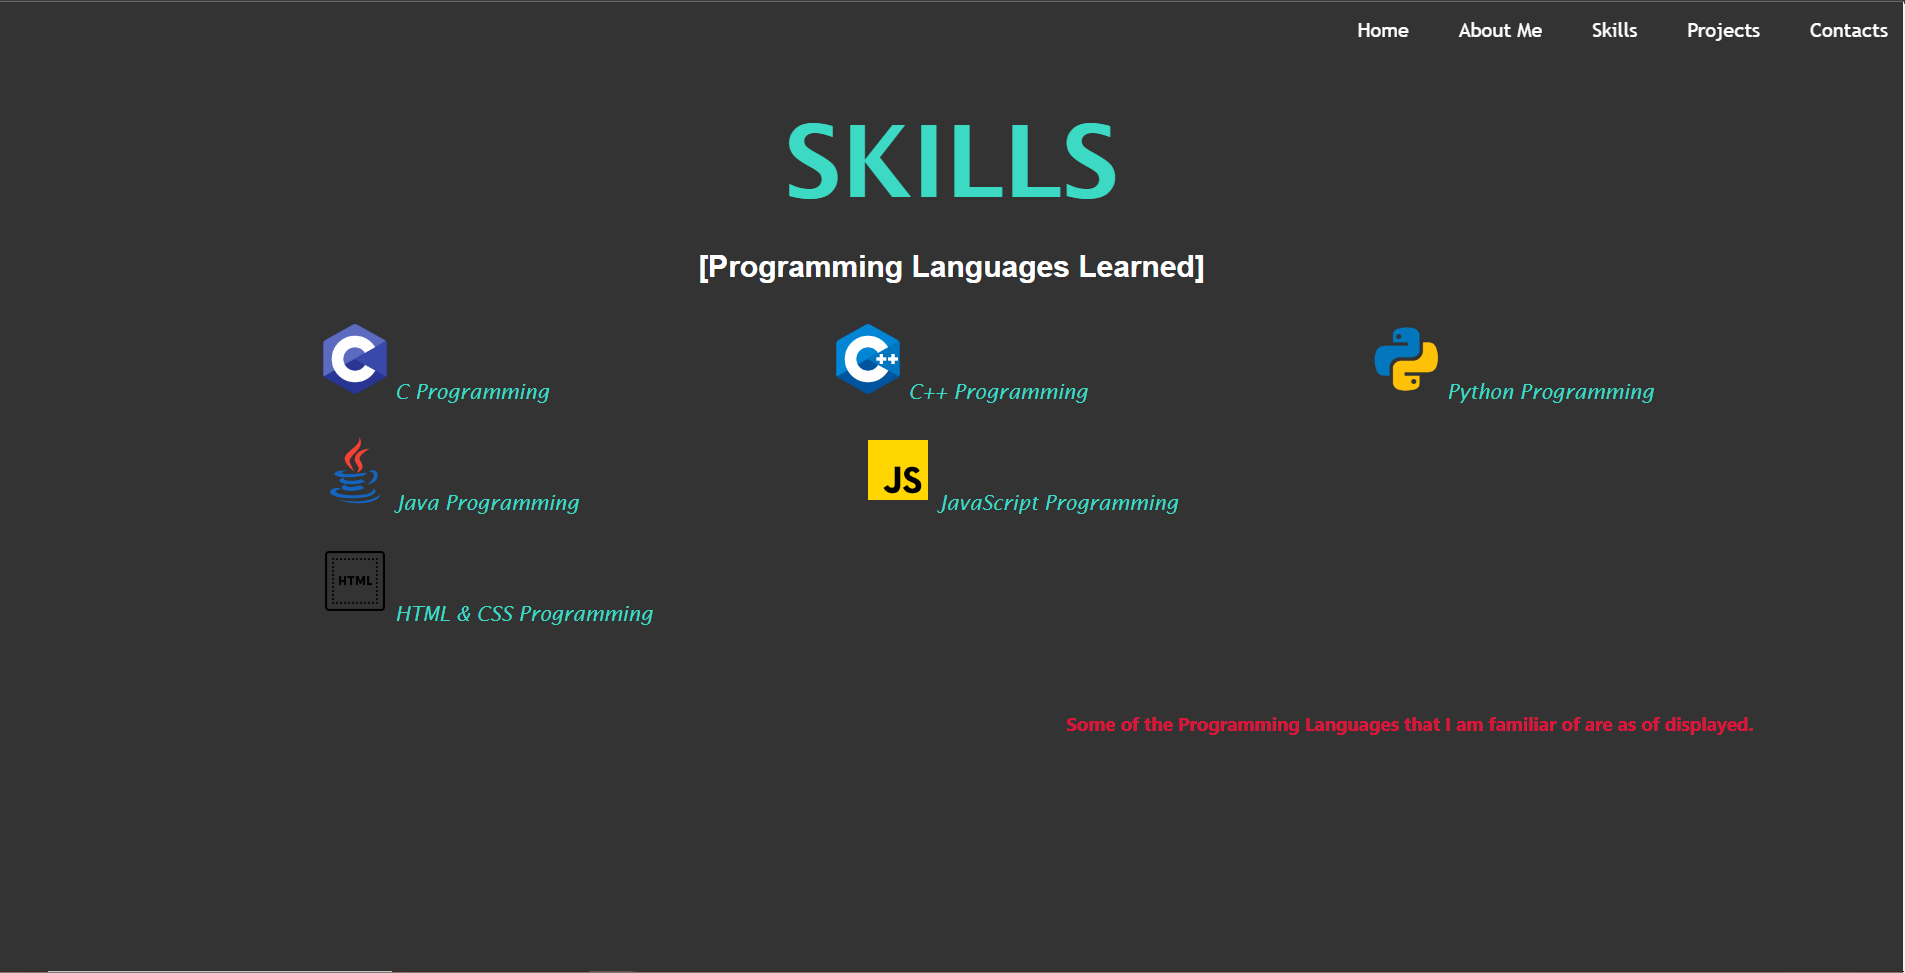 Home About Me Skills Projects Contacts
SKILLS
[Programming Languages Learned]
C C Programming C++ C++ Programming Python Programming
Java Programming JS JavaScript Programming
HTML HTML & CSS Programming
Some of the Programming Languages that I am familiar of are as of displayed.